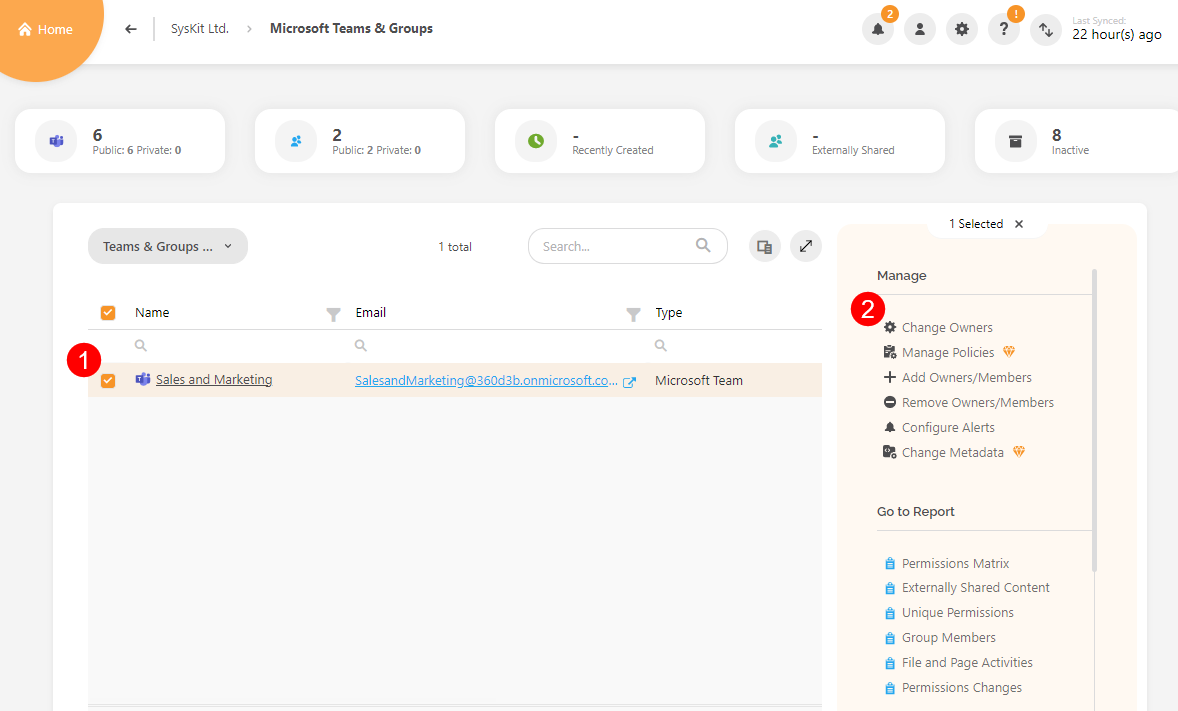 Home
SysKit Ltd.
Microsoft Teams & Groups
2
!
?
Last Synced:
22 hour(s) ago
6
Public: 6 Private: 0
2
Public: 2 Private: 0
-
Recently Created
-
Externally Shared
8
Inactive
Teams & Groups ...
1 total
Search...
1 Selected
Name
Email
Type
1
Sales and Marketing
SalesandMarketing@360d3b.onmicrosoft.co...
Microsoft Team
Manage
2
Change Owners
Manage Policies
Add Owners/Members
Remove Owners/Members
Configure Alerts
Change Metadata
Go to Report
Permissions Matrix
Externally Shared Content
Unique Permissions
Group Members
File and Page Activities
Permissions Changes